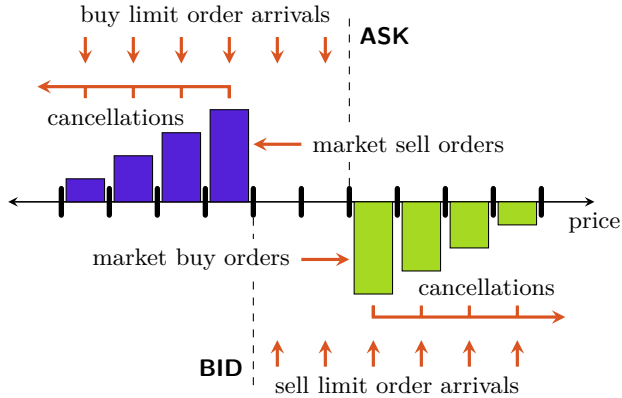 buy limit order arrivals
ASK
cancellations
market sell orders
price
market buy orders
cancellations
BID
sell limit order arrivals